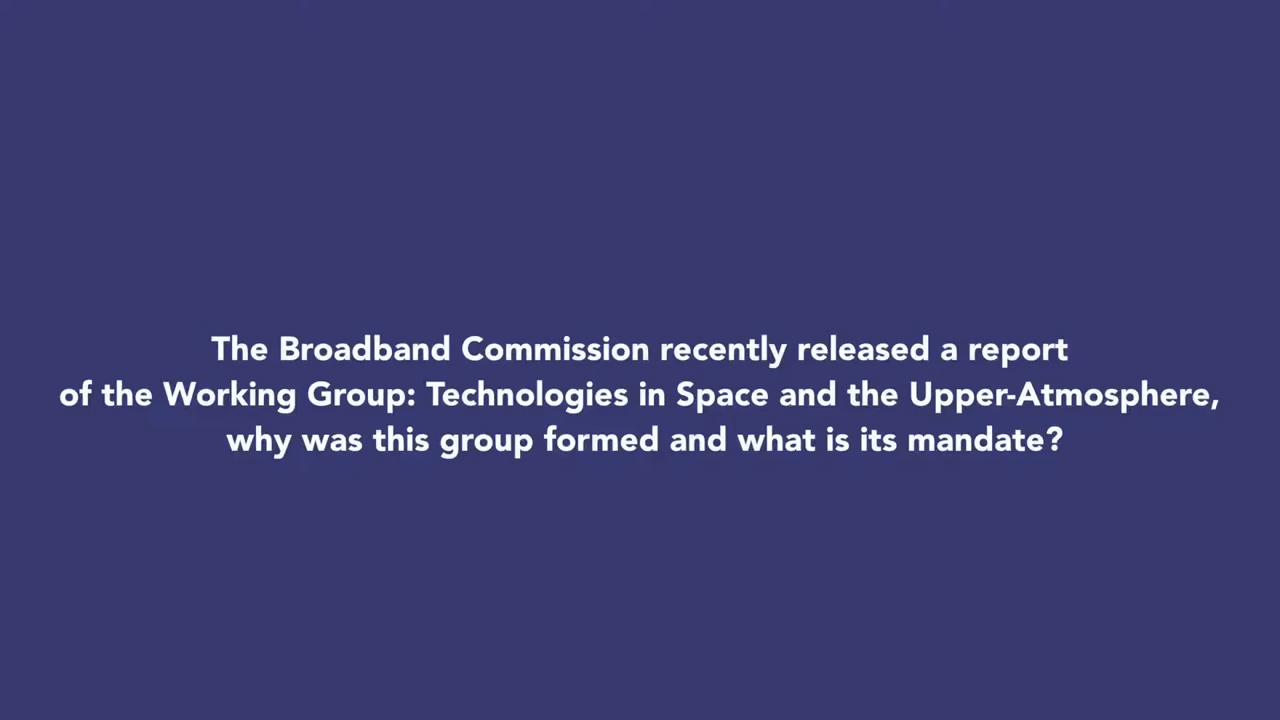 The Broadband Commission recently released a report
of the Working Group: Technologies in Space and the Upper-Atmosphere,
why was this group formed and what is its mandate?